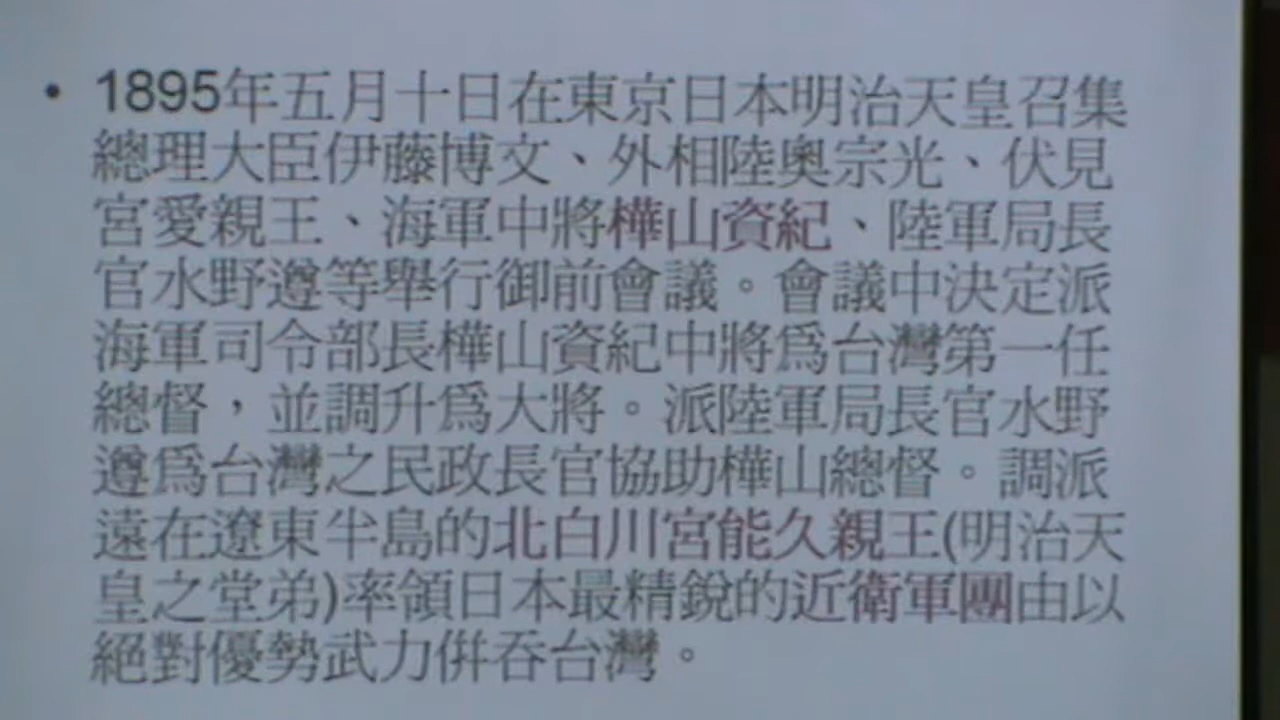 • 1895年五月十日在東京日本明治天皇召集
總理大臣伊藤博文、外相陸奧宗光、伏見
宮愛親王、海軍中將樺山資紀、陸軍局長
官水野遵等舉行御前會議。會議中決定派
海軍司令部長樺山資紀中將為台灣第一任
總督，並調升為大將。派陸軍局長官水野
遵為台灣之民政長官協助樺山總督。調派
遠在遼東半島的北白川宮能久親王(明治天
皇之堂弟)率領日本最精銳的近衛軍團由以
絕對優勢武力併吞台灣。